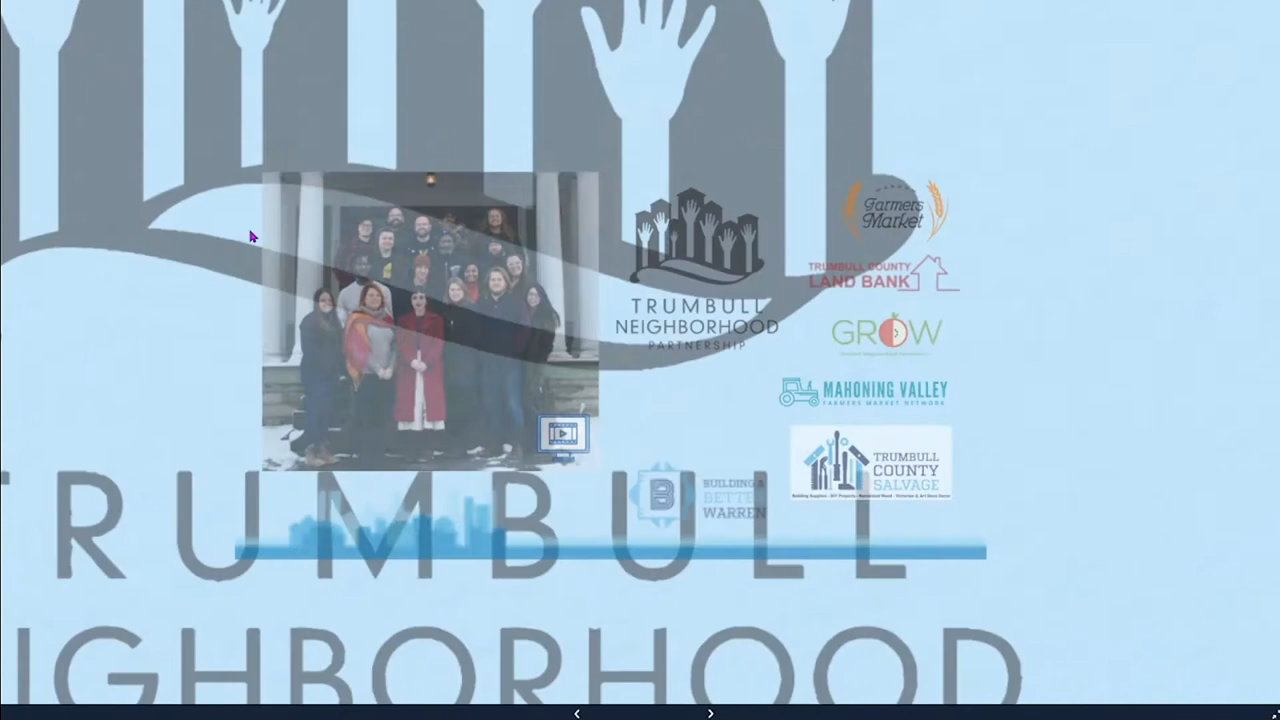 TRUMBULL
NEIGHBORHOOD
PARTNERSHIP
Farmers
Market
TRUMBULL COUNTY
LAND BANK
GROW
MAHONING VALLEY
FARMERS MARKET NETWORK
TRUMBULL
COUNTY
SALVAGE
B
BUILDING A
BETTER
WARREN
TRUMBULL
IGHBORHOOD